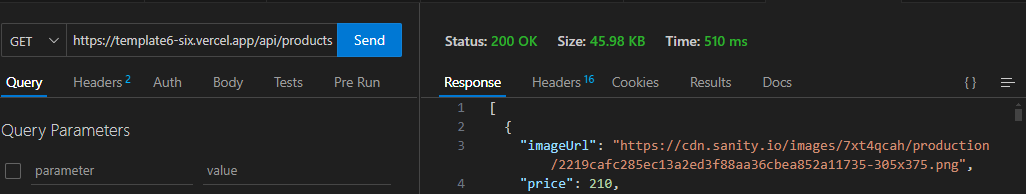 GET https://template6-six.vercel.app/api/products Send
Query Headers 2 Auth Body Tests Pre Run
Query Parameters
parameter value
Status: 200 OK Size: 45.98 KB Time: 510 ms
Response Headers 16 Cookies Results Docs { }
1 [
2 {
3 "imageUrl": "https://cdn.sanity.io/images/7xt4qcah/production
/2219cafc285ec13a2ed3f88aa36cbea852a11735-305x375.png",
4 "price": 210,